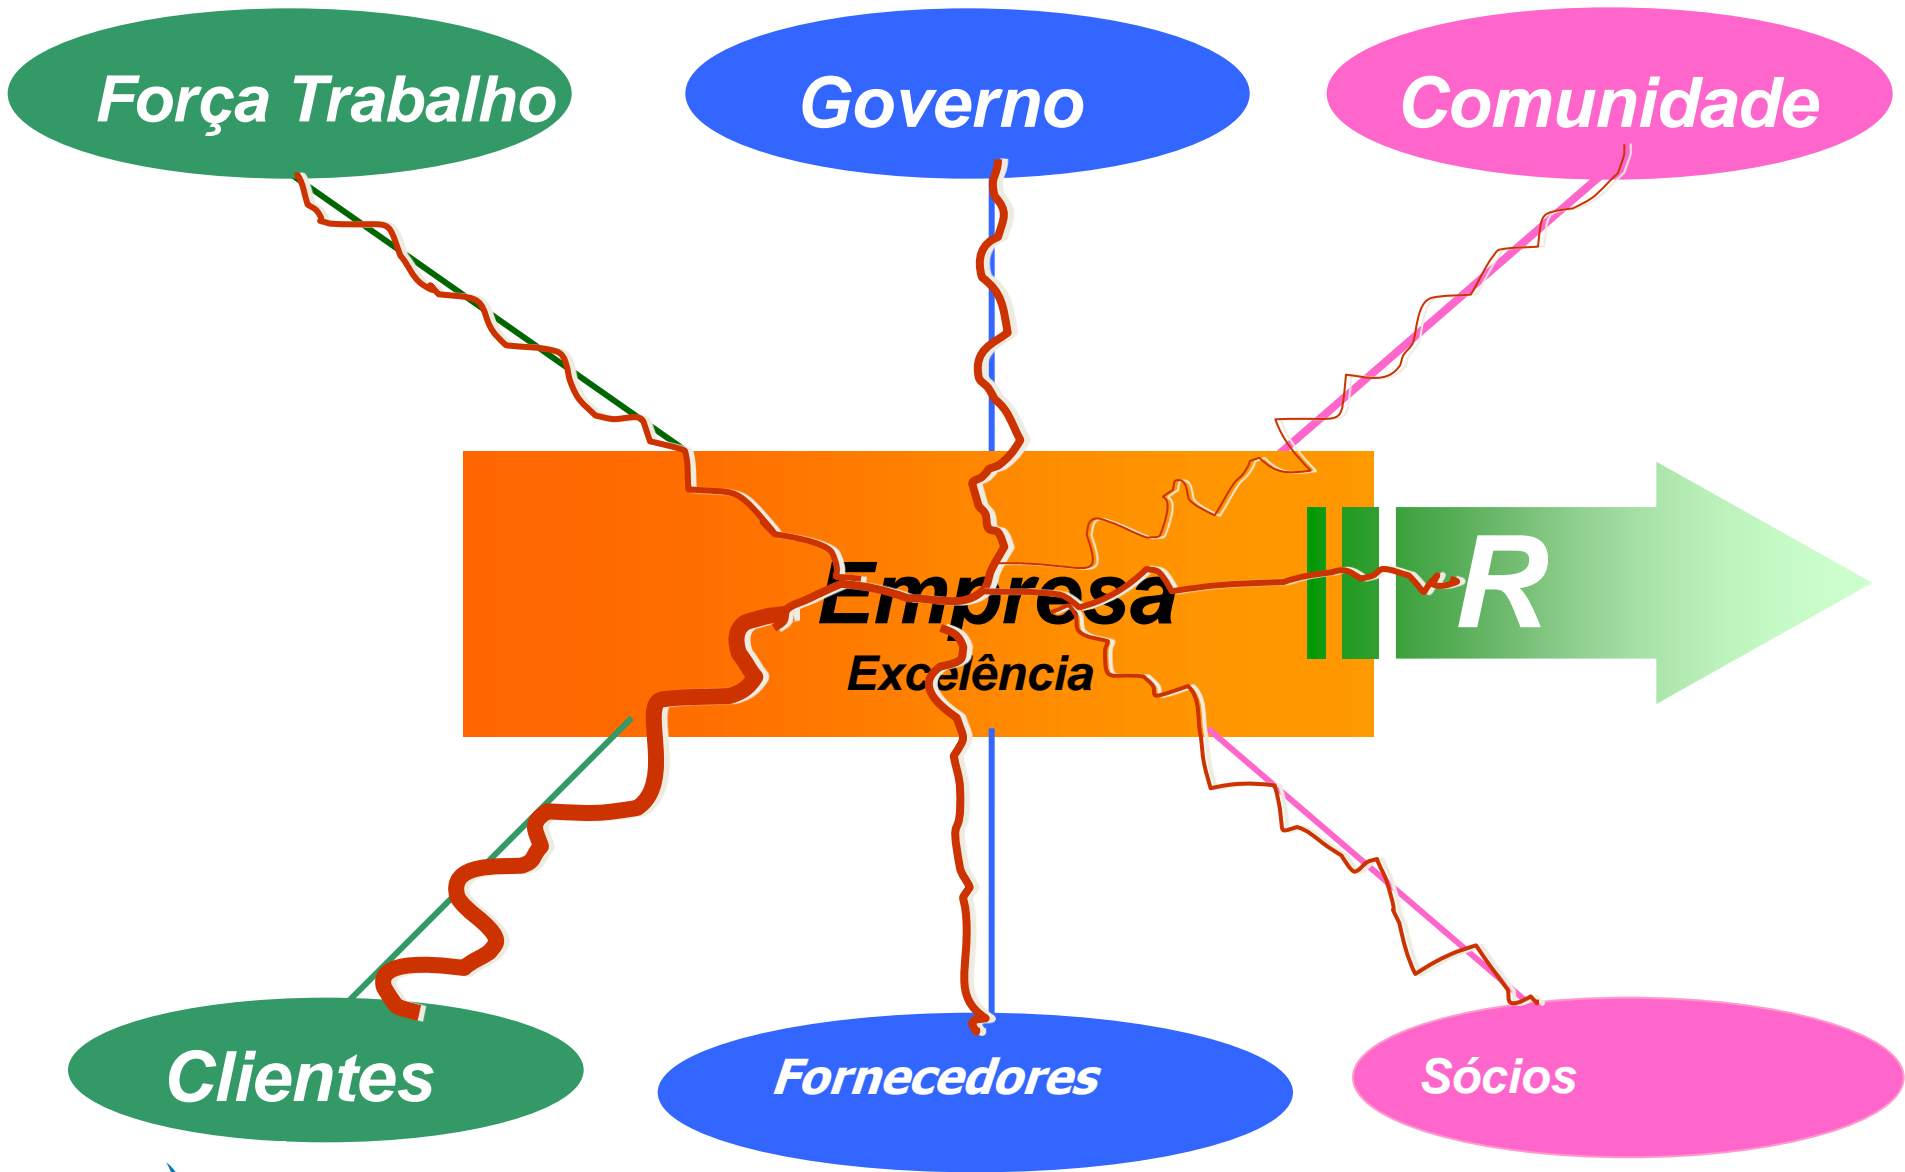 Força Trabalho
Governo
Comunidade
Empresa
Excelência
R
Clientes
Fornecedores
Sócios